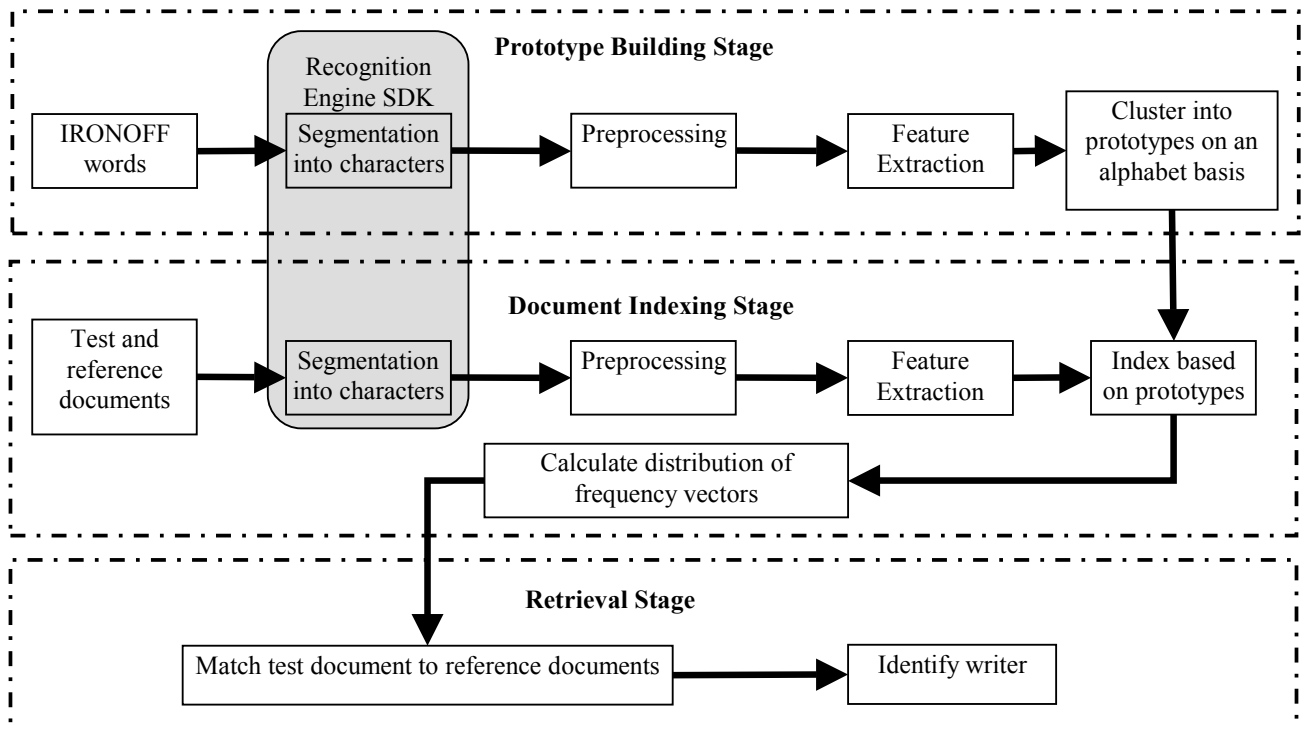 Prototype Building Stage
Recognition
Engine SDK
IRONOFF
words
Segmentation
into characters
Preprocessing
Feature
Extraction
Cluster into
prototypes on an
alphabet basis
Document Indexing Stage
Test and
reference
documents
Segmentation
into characters
Preprocessing
Feature
Extraction
Index based
on prototypes
Calculate distribution of
frequency vectors
Retrieval Stage
Match test document to reference documents
Identify writer